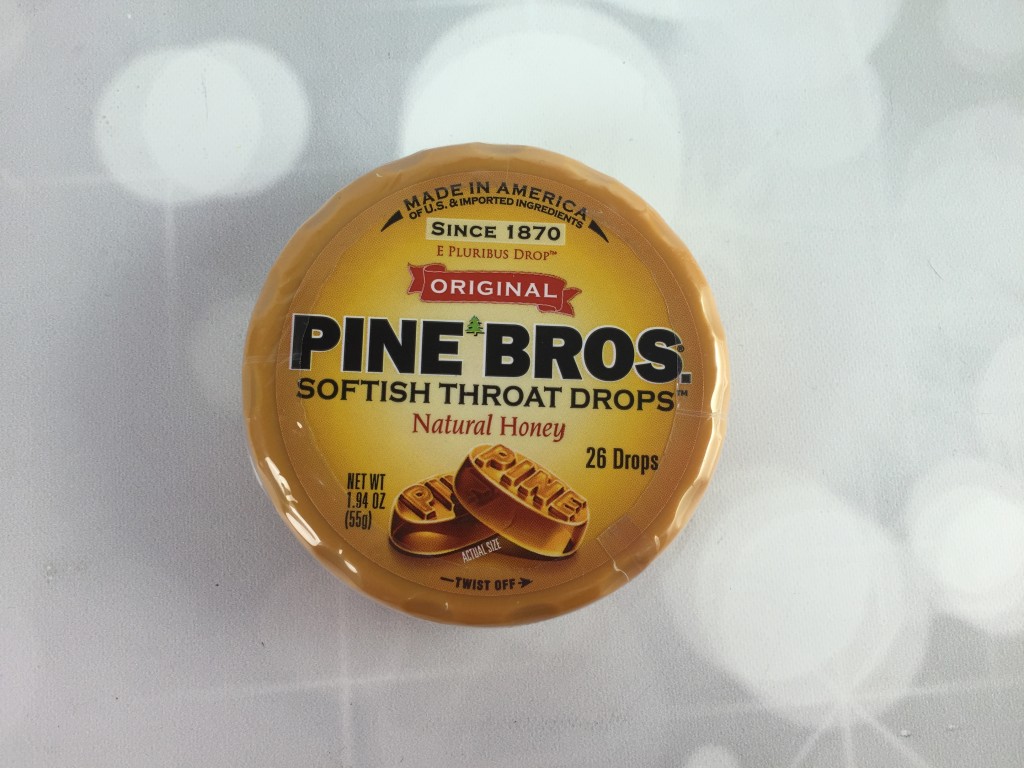 MADE IN AMERICA
OF U.S. & IMPORTED INGREDIENTS
SINCE 1870
E PLURIBUS DROP™
ORIGINAL
PINE BROS.®
SOFTISH THROAT DROPS™
Natural Honey
26 Drops
NET WT
1.94 OZ
(55g)
PI
PINE
ACTUAL SIZE
TWIST OFF